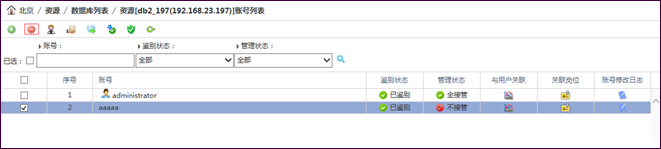 北京 / 资源 / 数据库列表 / 资源[db2_197(192.168.23.197)]账号列表
账号： 鉴别状态： 管理状态：
已选： 全部 全部
序号 账号 鉴别状态 管理状态 与用户关联 关联岗位 账号修改日志
1 administrator 已鉴别 全接管
2 aaaaa 已鉴别 不接管